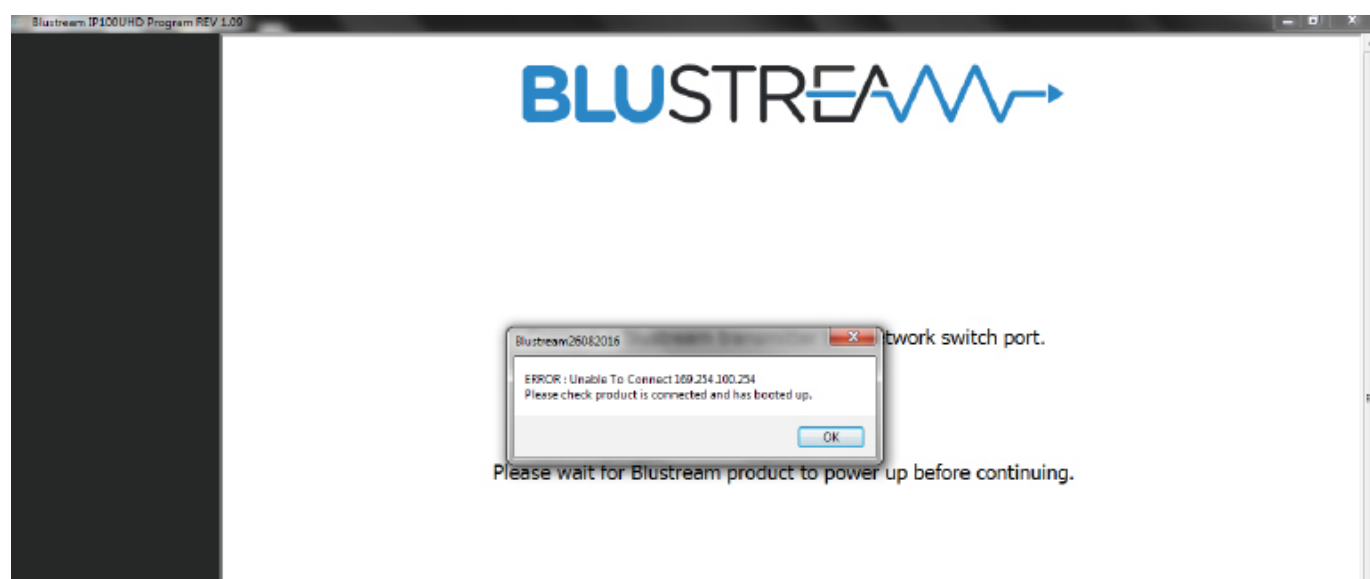 Blustream IP100UHD Program REV 1.09
BLUSTREAM
twork switch port.
Blustream26082016
ERROR : Unable To Connect 169.254.100.254
Please check product is connected and has booted up.
OK
Please wait for Blustream product to power up before continuing.